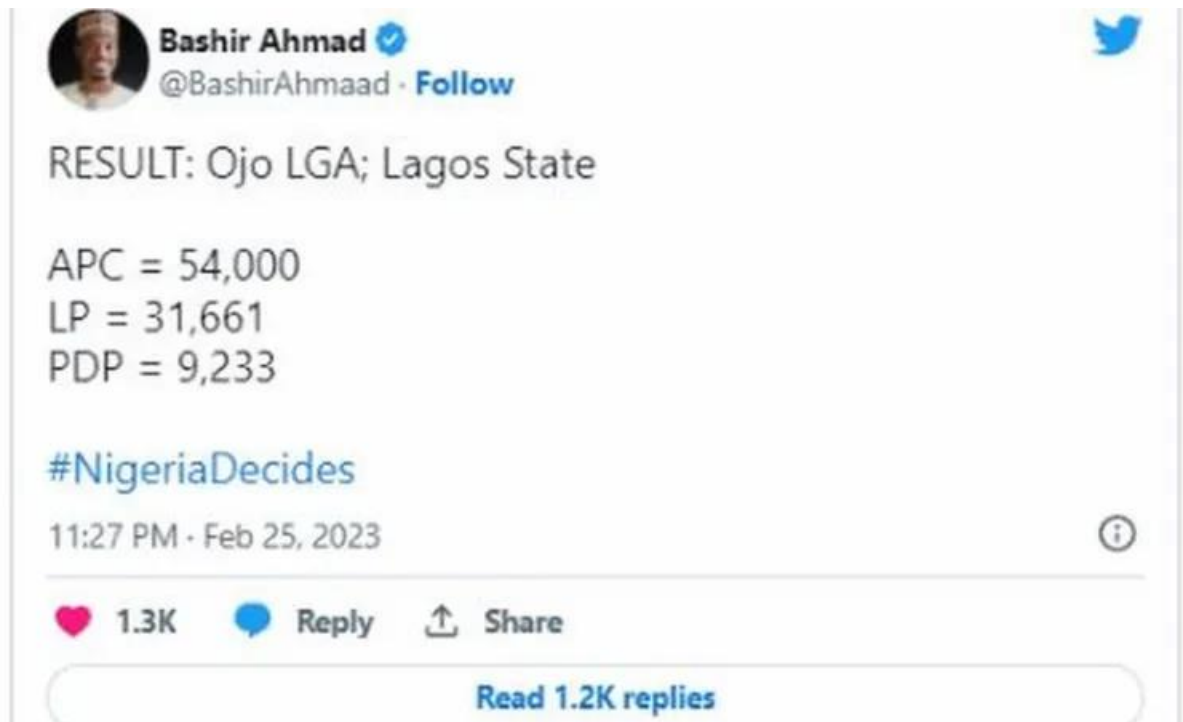 Bashir Ahmad
@BashirAhmaad · Follow
RESULT: Ojo LGA; Lagos State
APC = 54,000
LP = 31,661
PDP = 9,233
#NigeriaDecides
11:27 PM · Feb 25, 2023
1.3K Reply Share
Read 1.2K replies